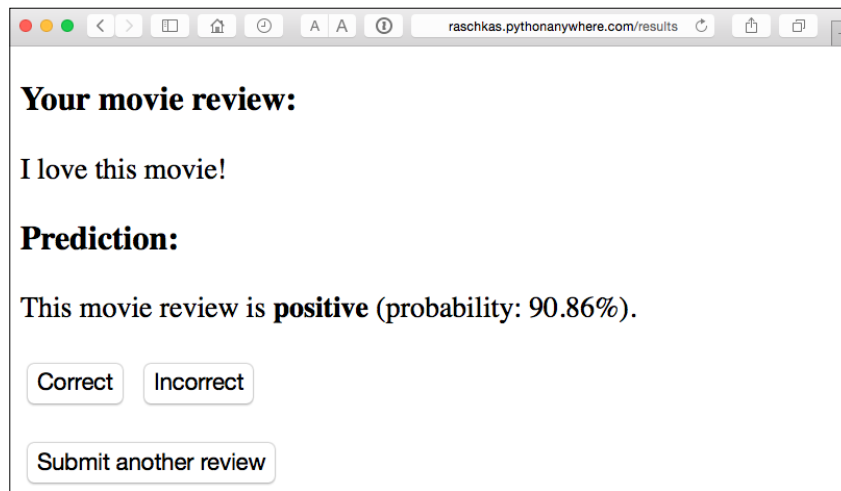 A A raschkas.pythonanywhere.com/results
Your movie review:
I love this movie!
Prediction:
This movie review is positive (probability: 90.86%).
Correct Incorrect
Submit another review